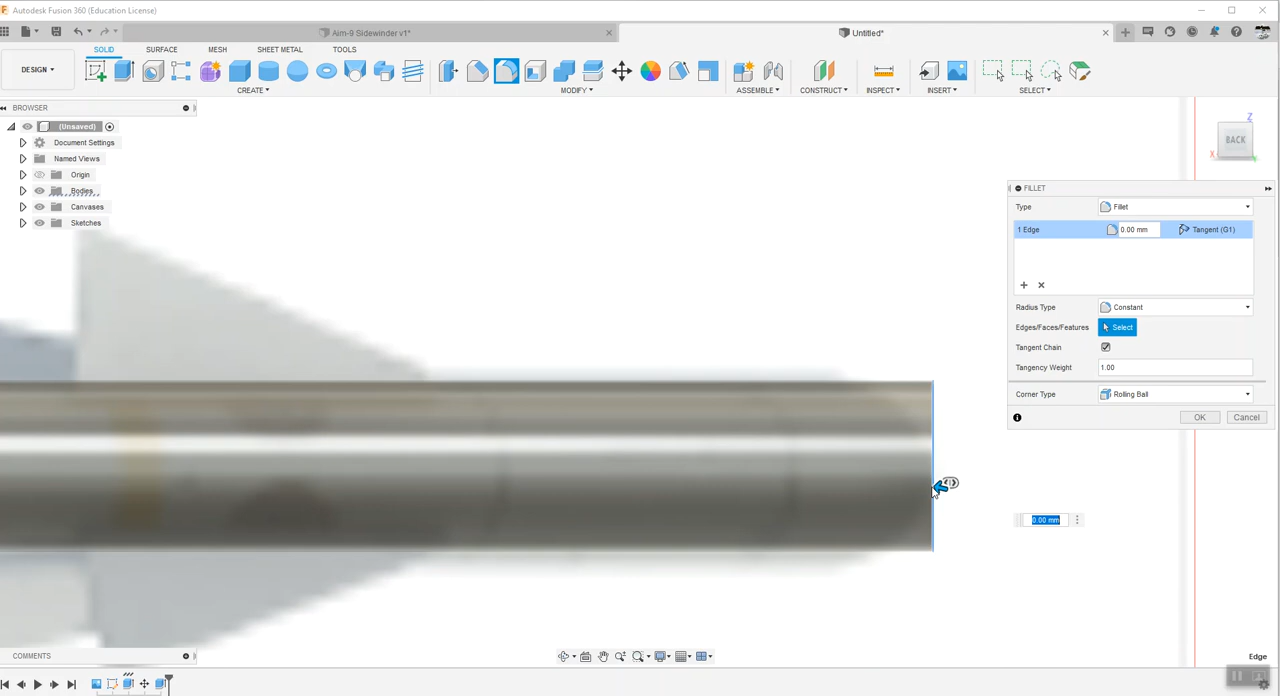 Autodesk Fusion 360 (Education License)
Aim-9 Sidewinder v1*
Untitled*
SOLID SURFACE MESH SHEET METAL TOOLS
DESIGN
CREATE MODIFY ASSEMBLE CONSTRUCT INSPECT INSERT SELECT
BROWSER
(Unsaved)
Document Settings
Named Views
Origin
Bodies
Canvases
Sketches
Z
BACK
X
FILLET
Type Fillet
1 Edge 0.00 mm Tangent (G1)
Radius Type Constant
Edges/Faces/Features Select
Tangent Chain
Tangency Weight 1.00
Corner Type Rolling Ball
OK Cancel
0.00 mm
COMMENTS
Edge